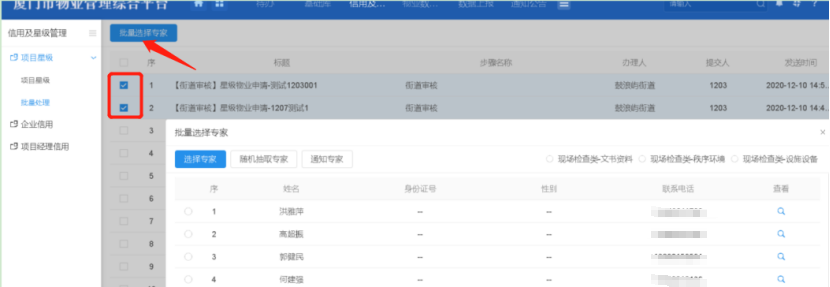 厦门市物业管理综合平台 待办 基础库 信用及... 物业数... 数据上报 通知公告 请输入
信用及星级管理
批量选择专家
项目星级
项目星级
批量处理
企业信用
项目经理信用
序 标题 步骤名称 办理人 提交人 发送时间
1 【街道审核】星级物业申请-测试1203001 街道审核 鼓浪屿街道 1203 2020-12-10 14:5...
2 【街道审核】星级物业申请-1207测试1 街道审核 鼓浪屿街道 1203 2020-12-10 14:4...
3
4
5
6
7
8
9
批量选择专家 ×
选择专家 随机抽取专家 通知专家 现场检查类-文书资料 现场检查类-秩序环境 现场检查类-设施设备
序 姓名 身份证号 性别 联系电话 查看
1 洪雅萍 -- --
2 高超振 -- --
3 郭健民 -- --
4 何建强 -- --